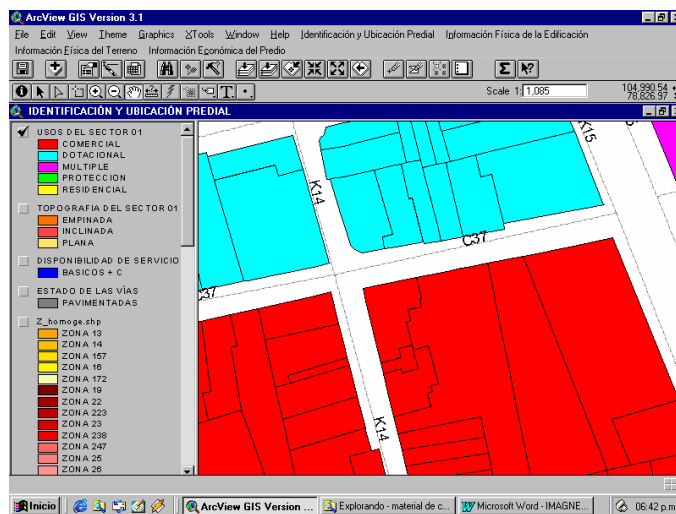 ArcView GIS Version 3.1
File Edit View Theme Graphics XTools Window Help Identificación y Ubicación Predial Información Física de la Edificación
Información Física del Terreno Información Económica del Predio
Scale 1: 1,085
104,990.54
78,826.97
IDENTIFICACIÓN Y UBICACIÓN PREDIAL
USOS DEL SECTOR 01
COMERCIAL
DOTACIONAL
MULTIPLE
PROTECCION
RESIDENCIAL
TOPOGRAFIA DEL SECTOR 01
EMPINADA
INCLINADA
PLANA
DISPONIBILIDAD DE SERVICIO
BASICOS + C
ESTADO DE LAS VÍAS
PAVIMENTADAS
Z_homoge.shp
ZONA 13
ZONA 14
ZONA 157
ZONA 16
ZONA 172
ZONA 19
ZONA 22
ZONA 223
ZONA 23
ZONA 238
ZONA 247
ZONA 25
ZONA 26
K14
K15
C37
C37
K14
Inicio
ArcView GIS Version ...
Explorando - material de c...
Microsoft Word - IMAGNE...
06:42 p.m.